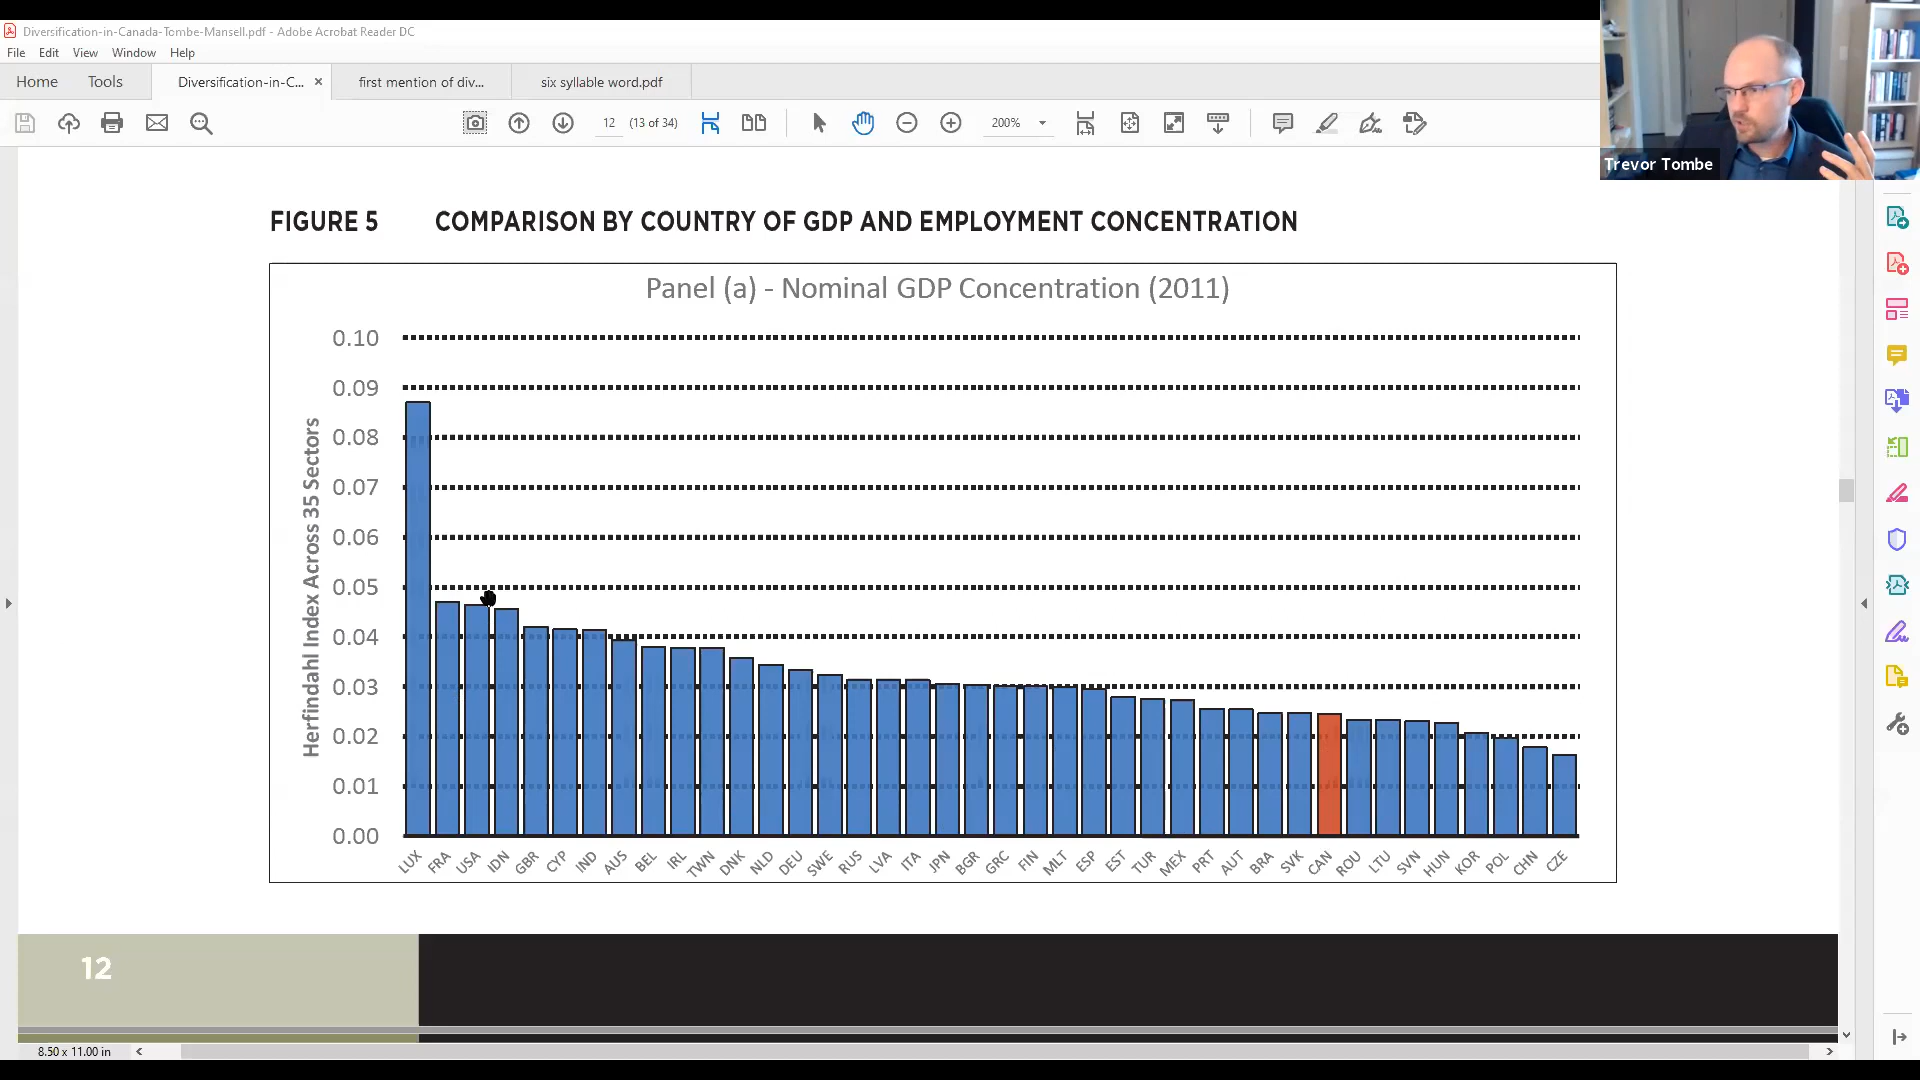 Diversification-in-Canada-Tombe-Mansell.pdf - Adobe Acrobat Reader DC
File Edit View Window Help
Home Tools Diversification-in-C... × first mention of div... six syllable word.pdf
12 (13 of 34) 200%
Trevor Tombe
FIGURE 5 COMPARISON BY COUNTRY OF GDP AND EMPLOYMENT CONCENTRATION
Panel (a) - Nominal GDP Concentration (2011)
Herfindahl Index Across 35 Sectors
0.10
0.09
0.08
0.07
0.06
0.05
0.04
0.03
0.02
0.01
0.00
LUX FRA USA IDN GBR CYP IND AUS BEL IRL TWN DNK NLD DEU SWE RUS LVA ITA JPN BGR GRC FIN MLT ESP EST TUR MEX PRT AUT BRA SVK CAN ROU LTU SVN HUN KOR POL CHN CZE
12
8.50 x 11.00 in